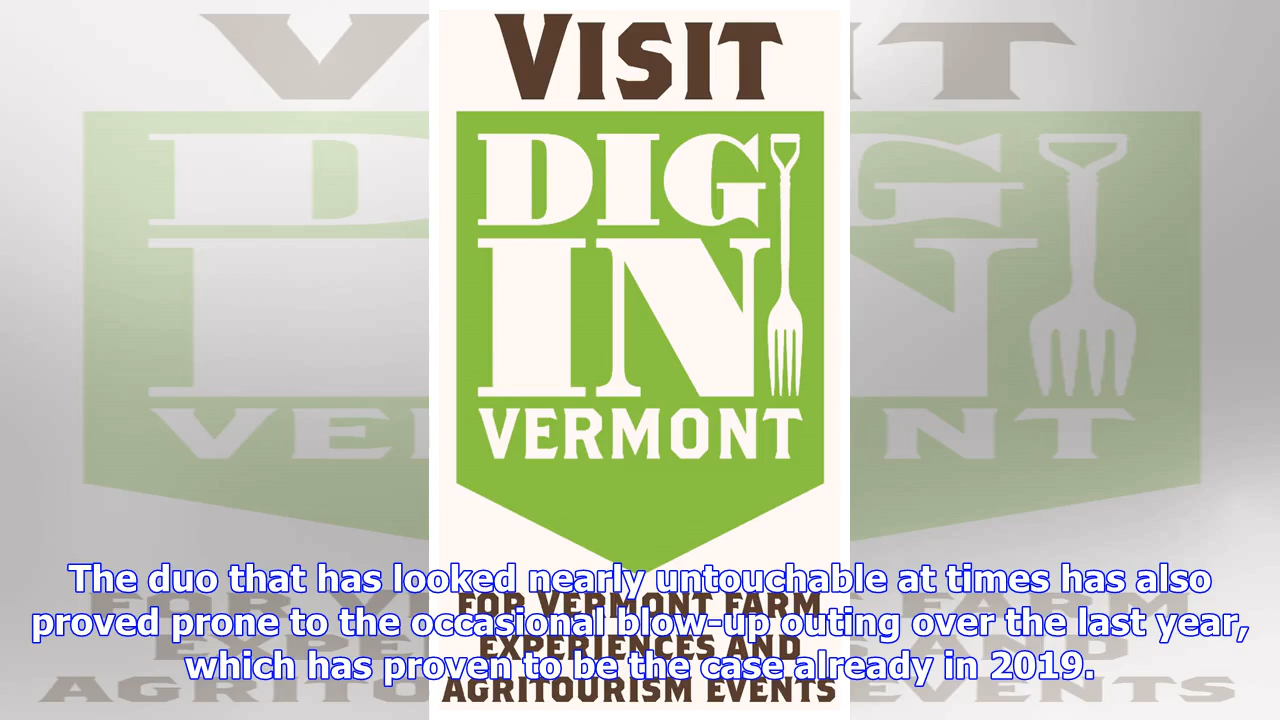 VISIT
DIG
IN
VERMONT
The duo that has looked nearly untouchable at times has also
FOR VERMONT FARM
proved prone to the occasional blow-up outing over the last year,
EXPERIENCES AND
which has proven to be the case already in 2019.
AGRITOURISM EVENTS